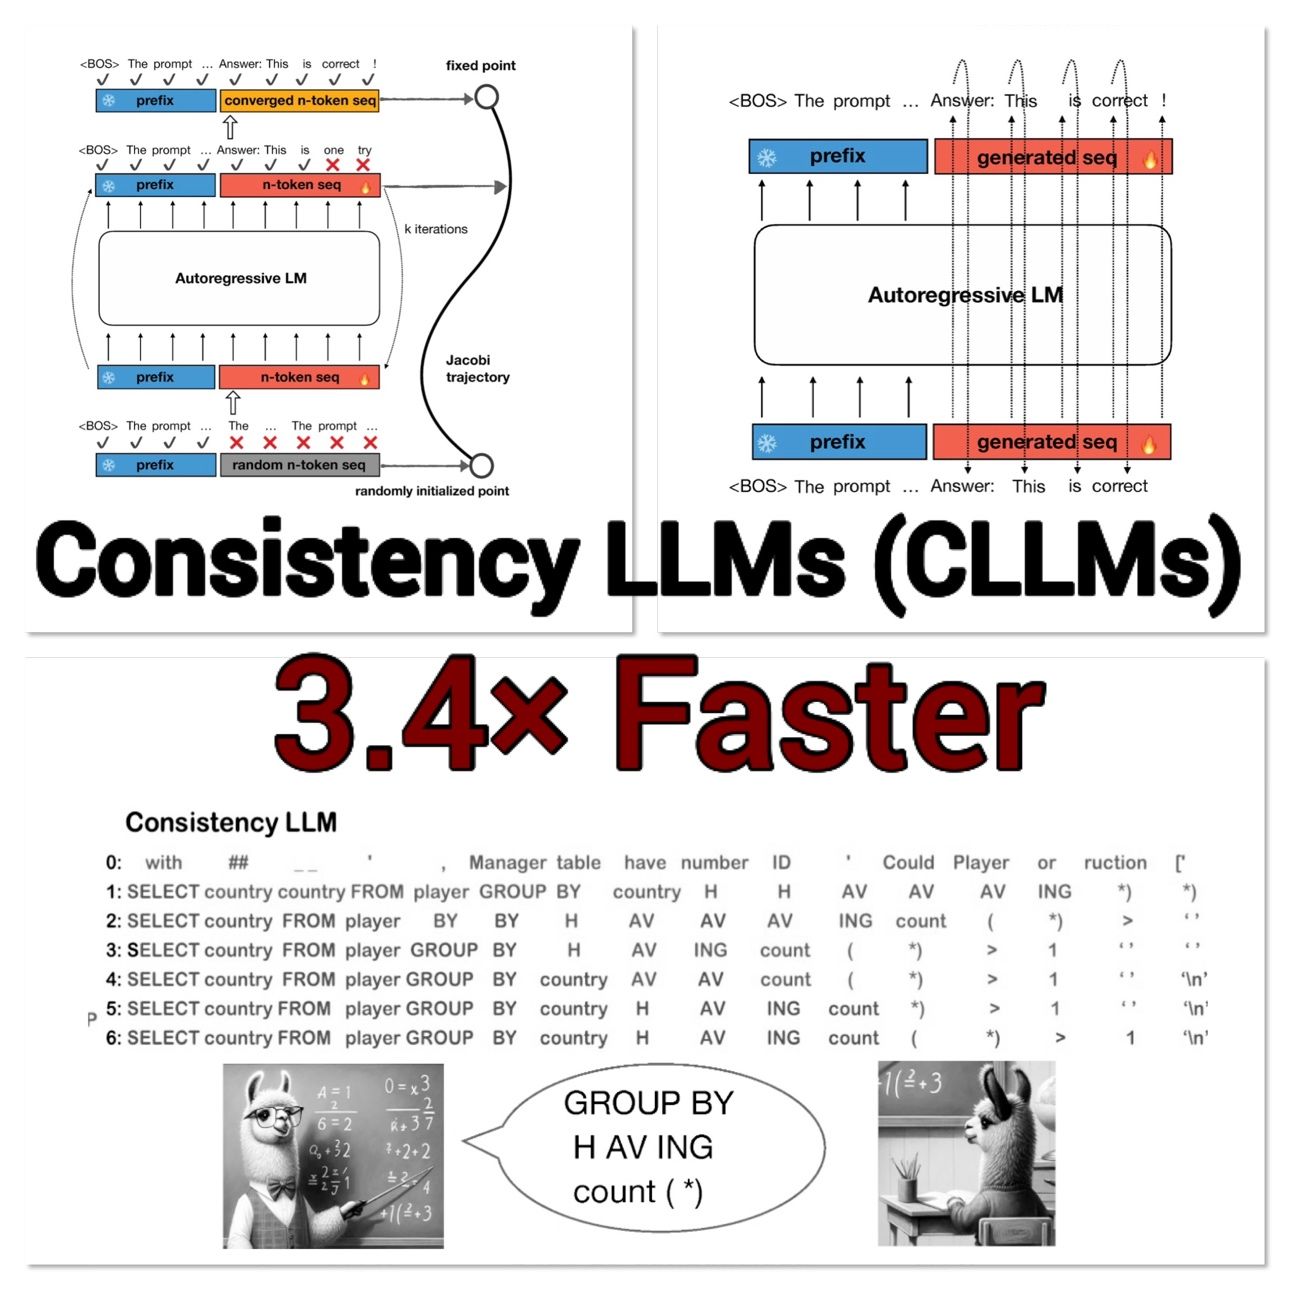 <BOS> The prompt ... Answer: This is correct !
prefix converged n-token seq
fixed point
<BOS> The prompt ... Answer: This is one try
prefix n-token seq
k iterations
Autoregressive LM
Jacobi
trajectory
prefix n-token seq
<BOS> The prompt ... The ... The prompt ...
prefix random n-token seq
randomly initialized point
<BOS> The prompt ... Answer: This is correct !
prefix generated seq
Autoregressive LM
prefix generated seq
<BOS> The prompt ... Answer: This is correct
Consistency LLMs (CLLMs)
3.4× Faster
Consistency LLM
0: with ## _ _ ' , Manager table have number ID ' Could Player or ruction ['
1: SELECT country country FROM player GROUP BY country H H AV AV AV ING *) *)
2: SELECT country FROM player BY BY H AV AV AV ING count ( *) > ‘ ’
3: SELECT country FROM player GROUP BY H AV ING count ( *) > 1 ‘ ’ ‘ ’
4: SELECT country FROM player GROUP BY country AV AV count ( *) > 1 ‘ ’ ‘\n’
5: SELECT country FROM player GROUP BY country H AV ING count *) > 1 ‘ ’ ‘\n’
P
6: SELECT country FROM player GROUP BY country H AV ING count ( *) > 1 ‘\n’
GROUP BY
H AV ING
count ( *)